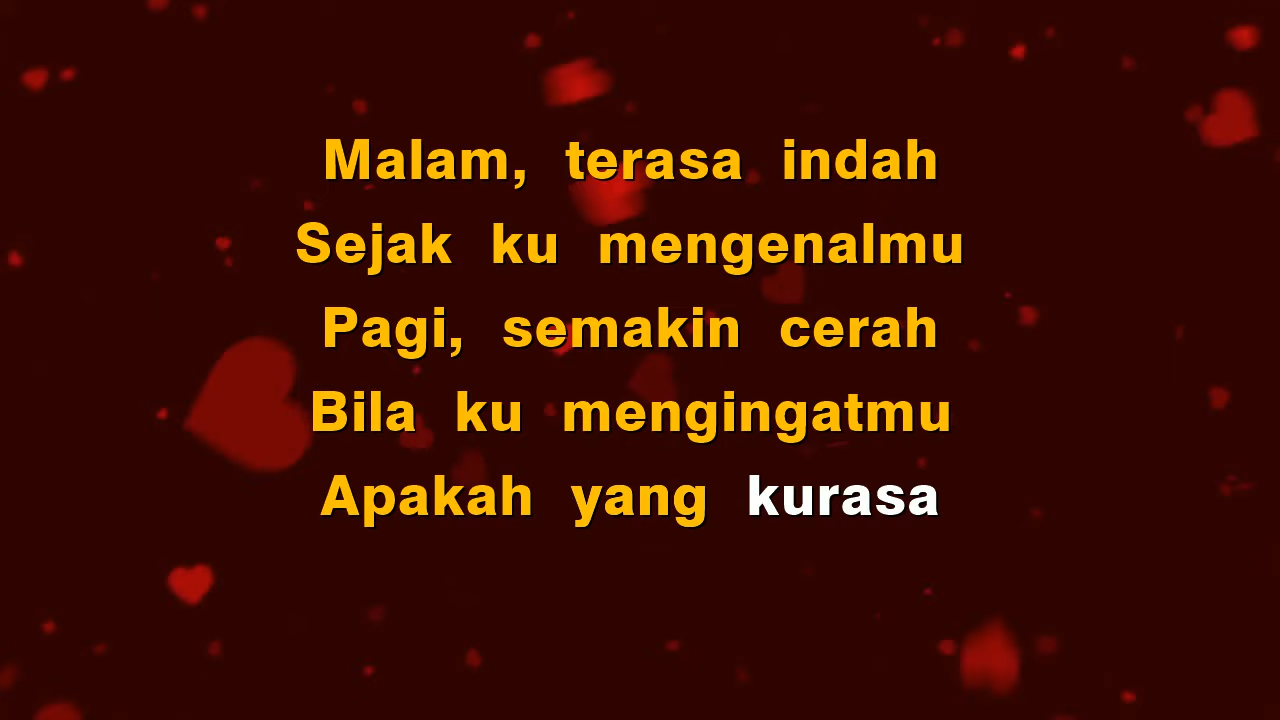 Malam, terasa indah
Sejak ku mengenalmu
Pagi, semakin cerah
Bila ku mengingatmu
Apakah yang kurasa